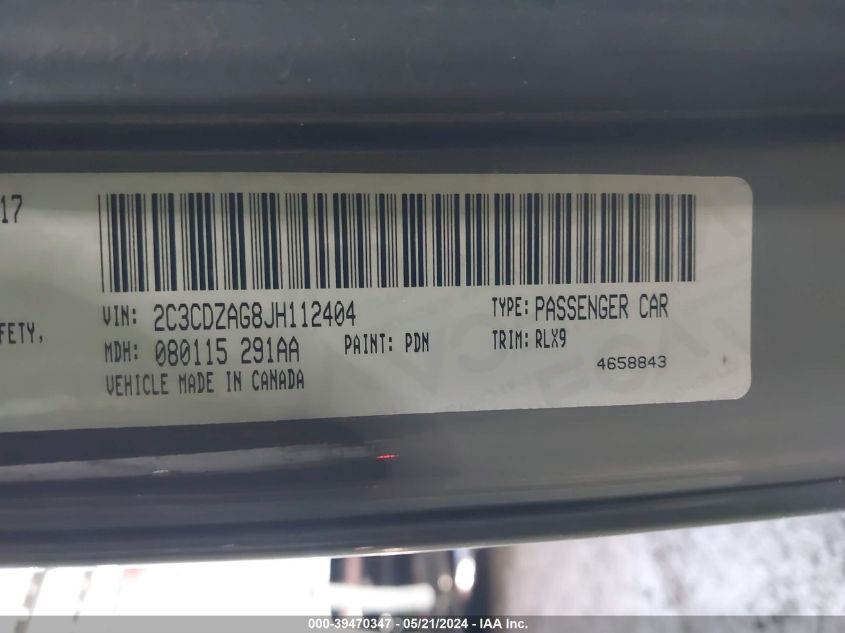 17
VIN: 2C3CDZAG8JH112404
TYPE: PASSENGER CAR
FETY,
MDH: 080115 291AA
PAINT: PDN
TRIM: RLX9
VEHICLE MADE IN CANADA
4658843
000-39470347 - 05/21/2024 - IAA Inc.